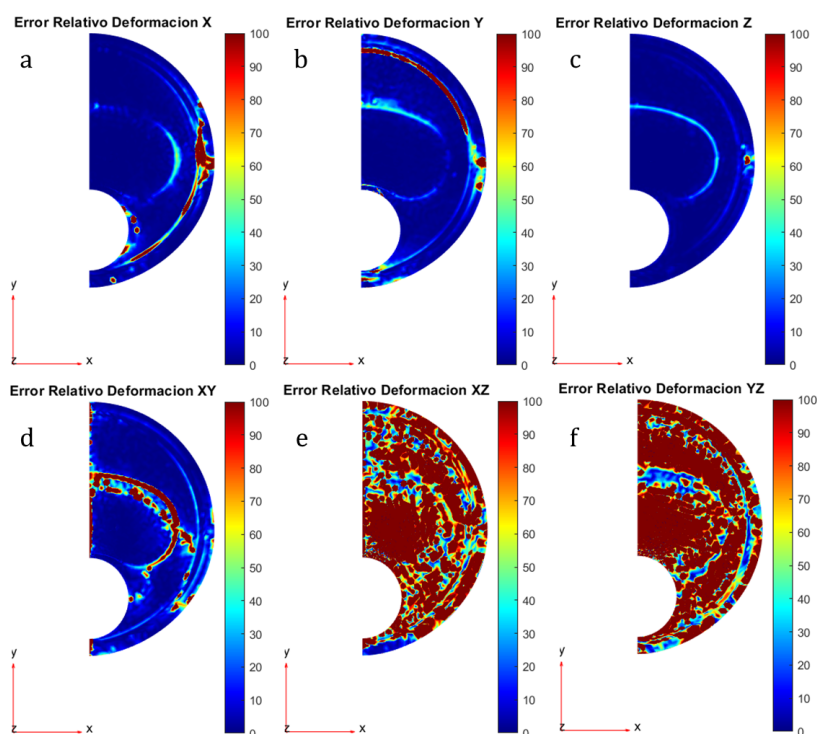 Error Relativo Deformacion X
Error Relativo Deformacion Y
Error Relativo Deformacion Z
a
b
c
100
90
80
70
60
50
40
30
20
10
0
100
90
80
70
60
50
40
30
20
10
0
100
90
80
70
60
50
40
30
20
10
0
y
z
x
y
z
x
y
z
x
Error Relativo Deformacion XY
Error Relativo Deformacion XZ
Error Relativo Deformacion YZ
d
e
f
100
90
80
70
60
50
40
30
20
10
0
100
90
80
70
60
50
40
30
20
10
0
100
90
80
70
60
50
40
30
20
10
0
y
z
x
y
z
x
y
z
x